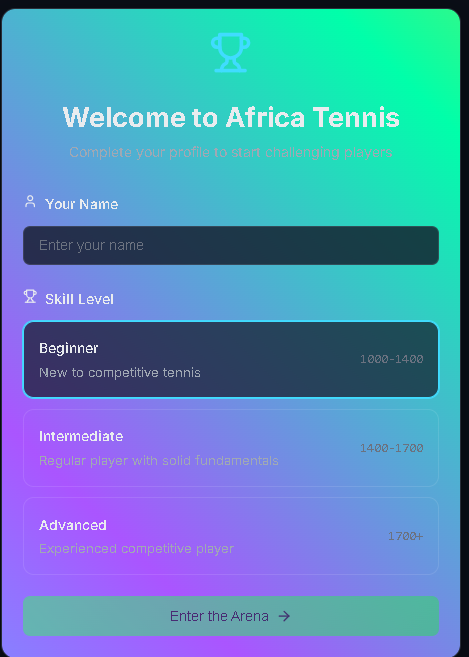 Welcome to Africa Tennis
Complete your profile to start challenging players
Your Name
Enter your name
Skill Level
Beginner
New to competitive tennis
1000-1400
Intermediate
Regular player with solid fundamentals
1400-1700
Advanced
Experienced competitive player
1700+
Enter the Arena →